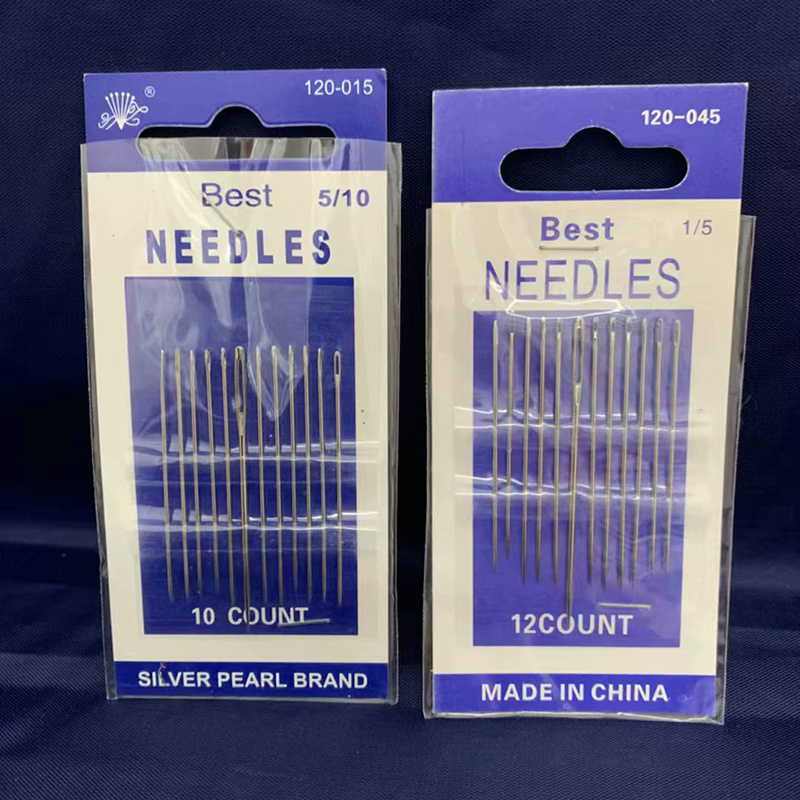 ®
120-015
Best 5/10
NEEDLES
10 COUNT
SILVER PEARL BRAND
120-045
Best 1/5
NEEDLES
12COUNT
MADE IN CHINA